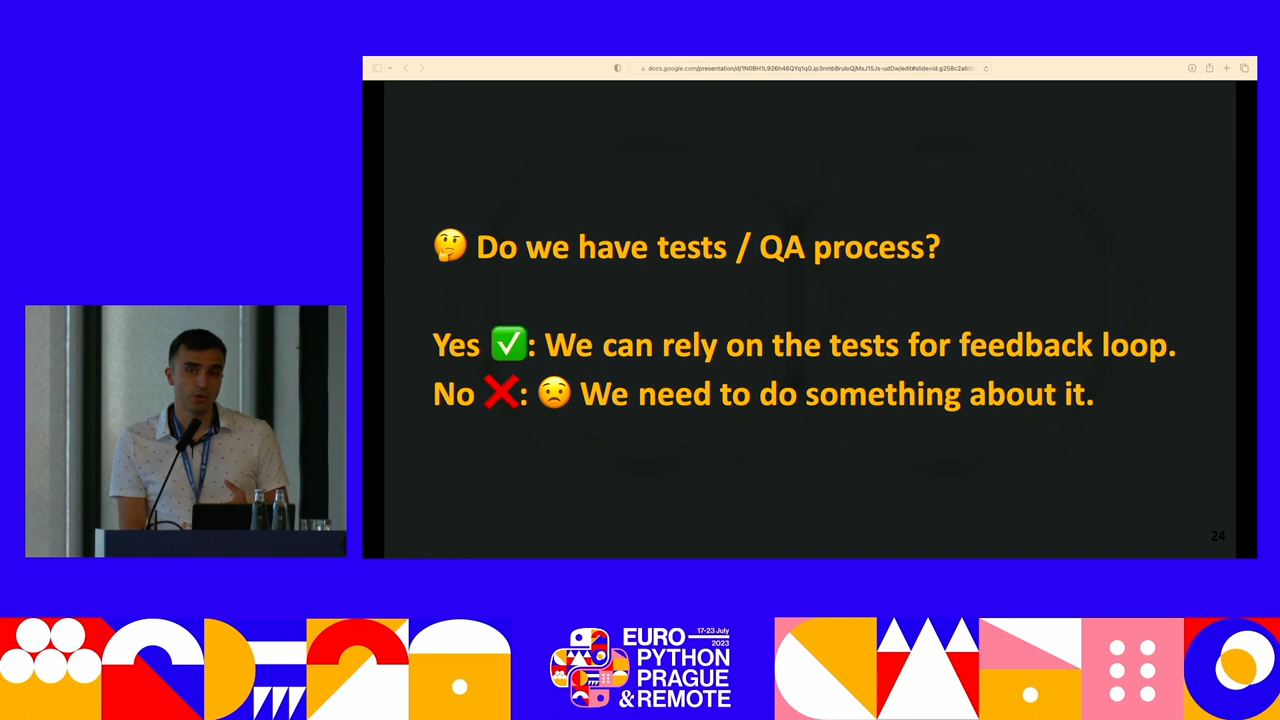 🤔 Do we have tests / QA process?
Yes ✅: We can rely on the tests for feedback loop.
No ❌: 😟 We need to do something about it.
24
EURO
17-23 July
2023
PYTHON
PRAGUE
& REMOTE